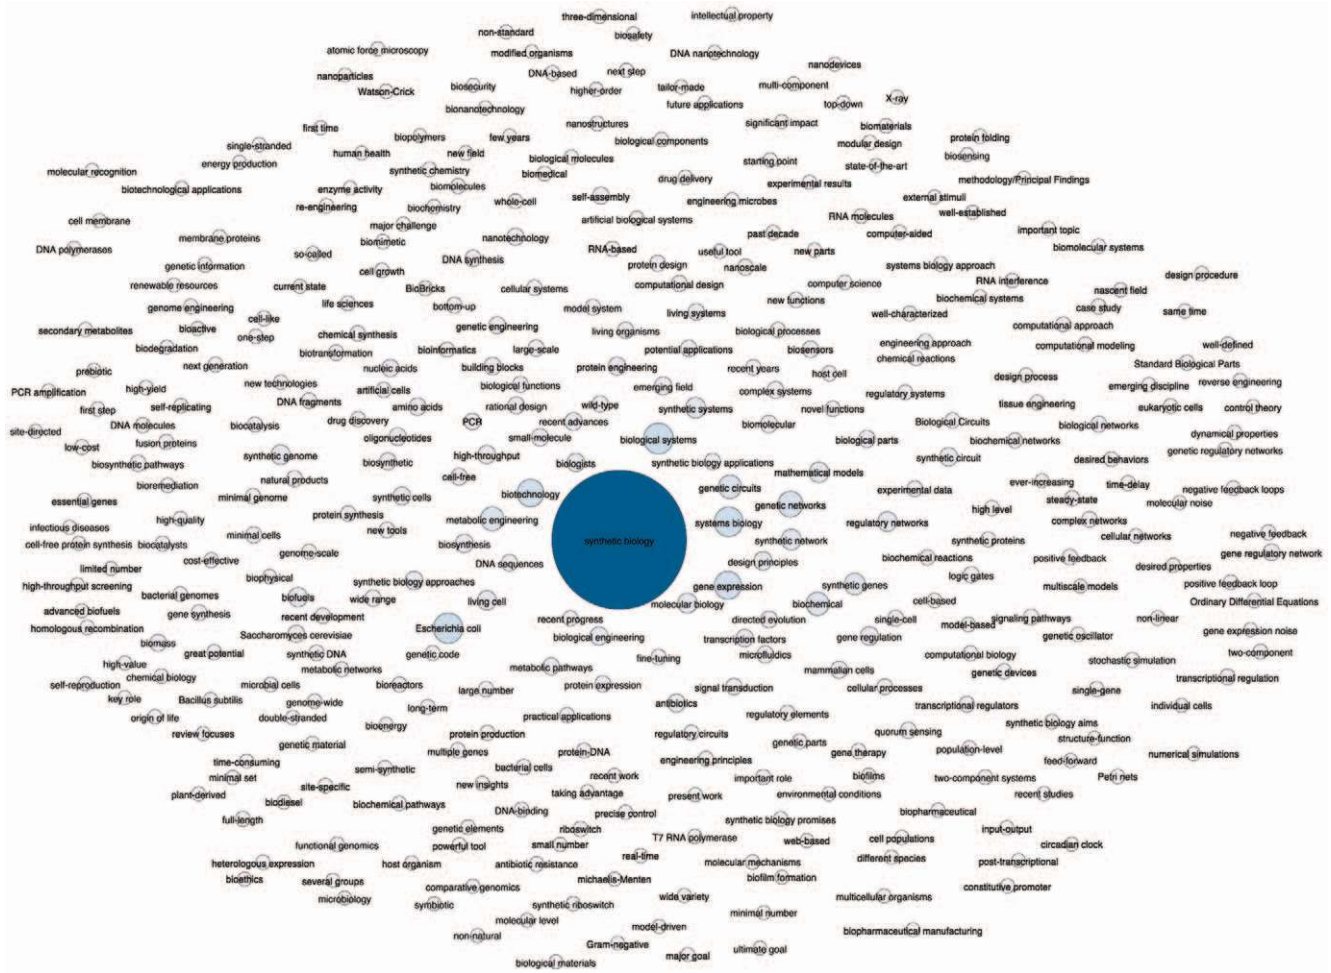 three-dimensional
intellectual property
non-standard
biosafety
atomic force microscopy
modified organisms
DNA nanotechnology
nanodevices
nanoparticles
DNA-based
next step
Watson-Crick
biosecurity
higher-order
tailor-made
multi-component
X-ray
bionanotechnology
future applications
top-down
first time
nanostructures
significant impact
biomaterials
single-stranded
biopolymers
few years
biological components
modular design
protein folding
energy production
human health
new field
biological molecules
starting point
state-of-the-art
biosensing
molecular recognition
synthetic chemistry
biomedical
biotechnological applications
enzyme activity
biomolecules
drug delivery
experimental results
methodology/Principal Findings
re-engineering
biochemistry
whole-cell
self-assembly
engineering microbes
external stimuli
cell membrane
major challenge
artificial biological systems
RNA molecules
well-established
membrane proteins
biomimetic
nanotechnology
past decade
computer-aided
important topic
DNA polymerases
so-called
DNA synthesis
RNA-based
useful tool
new parts
biomolecular systems
genetic information
cell growth
protein design
nanoscale
systems biology approach
design procedure
renewable resources
current state
BioBricks
cellular systems
computational design
computer science
RNA interference
nascent field
genome engineering
life sciences
bottom-up
model system
living systems
new functions
biochemical systems
case study
same time
secondary metabolites
bioactive
cell-like
one-step
chemical synthesis
genetic engineering
living organisms
biological processes
well-characterized
computational approach
biodegradation
biotransformation
bioinformatics
large-scale
potential applications
biosensors
engineering approach
chemical reactions
computational modeling
well-defined
prebiotic
next generation
nucleic acids
building blocks
protein engineering
recent years
host cell
design process
Standard Biological Parts
PCR amplification
high-yield
new technologies
artificial cells
biological functions
emerging field
complex systems
regulatory systems
emerging discipline
reverse engineering
first step
self-replicating
DNA fragments
amino acids
rational design
wild-type
synthetic systems
novel functions
tissue engineering
eukaryotic cells
control theory
site-directed
DNA molecules
biocatalysis
drug discovery
PCR
recent advances
biomolecular
Biological Circuits
biological networks
dynamical properties
low-cost
fusion proteins
oligonucleotides
small-molecule
biological systems
biological parts
biochemical networks
genetic regulatory networks
biosynthetic pathways
synthetic genome
biosynthetic
high-throughput
biologists
synthetic biology applications
mathematical models
synthetic circuit
desired behaviors
bioremediation
natural products
cell-free
genetic circuits
experimental data
ever-increasing
time-delay
negative feedback loops
essential genes
minimal genome
synthetic cells
biotechnology
genetic networks
steady-state
molecular noise
infectious diseases
high-quality
protein synthesis
new tools
metabolic engineering
systems biology
regulatory networks
high level
complex networks
cell-free protein synthesis
biocatalysts
minimal cells
biosynthesis
synthetic biology
synthetic network
synthetic proteins
cellular networks
negative feedback
limited number
cost-effective
genome-scale
DNA sequences
design principles
biochemical reactions
positive feedback
desired properties
gene regulatory network
high-throughput screening
bacterial genomes
biophysical
synthetic biology approaches
gene expression
synthetic genes
logic gates
multiscale models
positive feedback loop
advanced biofuels
gene synthesis
biofuels
wide range
living cell
molecular biology
biochemical
cell-based
Ordinary Differential Equations
homologous recombination
recent development
Escherichia coli
recent progress
directed evolution
single-cell
model-based
signaling pathways
non-linear
biomass
Saccharomyces cerevisiae
biological engineering
transcription factors
gene regulation
genetic oscillator
gene expression noise
great potential
synthetic DNA
genetic code
fine-tuning
microfluidics
computational biology
stochastic simulation
two-component
high-value
chemical biology
metabolic networks
metabolic pathways
mammalian cells
genetic devices
transcriptional regulation
self-reproduction
microbial cells
bioreactors
large number
protein expression
signal transduction
cellular processes
single-gene
key role
Bacillus subtilis
genome-wide
long-term
antibiotics
transcriptional regulators
individual cells
origin of life
double-stranded
bioenergy
practical applications
regulatory elements
synthetic biology aims
review focuses
protein production
regulatory circuits
quorum sensing
structure-function
genetic material
multiple genes
protein-DNA
genetic parts
gene therapy
population-level
numerical simulations
time-consuming
semi-synthetic
bacterial cells
engineering principles
feed-forward
minimal set
new insights
recent work
important role
biofilms
two-component systems
Petri nets
plant-derived
site-specific
taking advantage
present work
environmental conditions
recent studies
biodiesel
biochemical pathways
DNA-binding
precise control
biopharmaceutical
full-length
genetic elements
riboswitch
synthetic biology promises
input-output
functional genomics
powerful tool
small number
T7 RNA polymerase
web-based
cell populations
circadian clock
heterologous expression
host organism
antibiotic resistance
real-time
molecular mechanisms
different species
post-transcriptional
bioethics
several groups
comparative genomics
michaelis-Menten
biofilm formation
constitutive promoter
microbiology
symbiotic
synthetic riboswitch
wide variety
multicellular organisms
molecular level
minimal number
non-natural
model-driven
biopharmaceutical manufacturing
Gram-negative
major goal
ultimate goal
biological materials